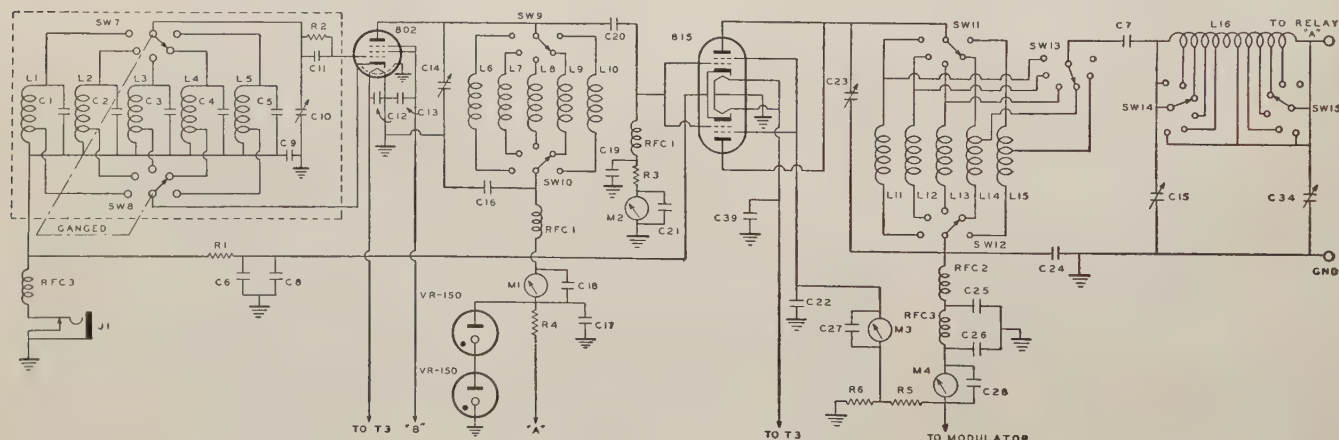 SW7
R2
802
SW9
C20
815
SW11
C7
L16
TO RELAY
"A"
SW13
C11
C14
C23
L1
L2
L3
L4
L5
L6
L7
L8
L9
L10
C1
C2
C3
C4
C5
C10
C12
C13
SW14
SW15
C9
RFC1
C19
R3
SW8
SW10
C16
L11
L12
L13
L14
L15
C15
C34
GANGED
M2
C21
C39
SW12
R1
RFC1
C24
GND
RFC3
C6
C8
M1
C18
RFC2
C25
VR-150
C22
R4
C17
C27
M3
RFC3
C26
J1
M4
VR-150
C28
R6
R5
TO T3
"B"
"A"
TO T3
TO MODULATOR